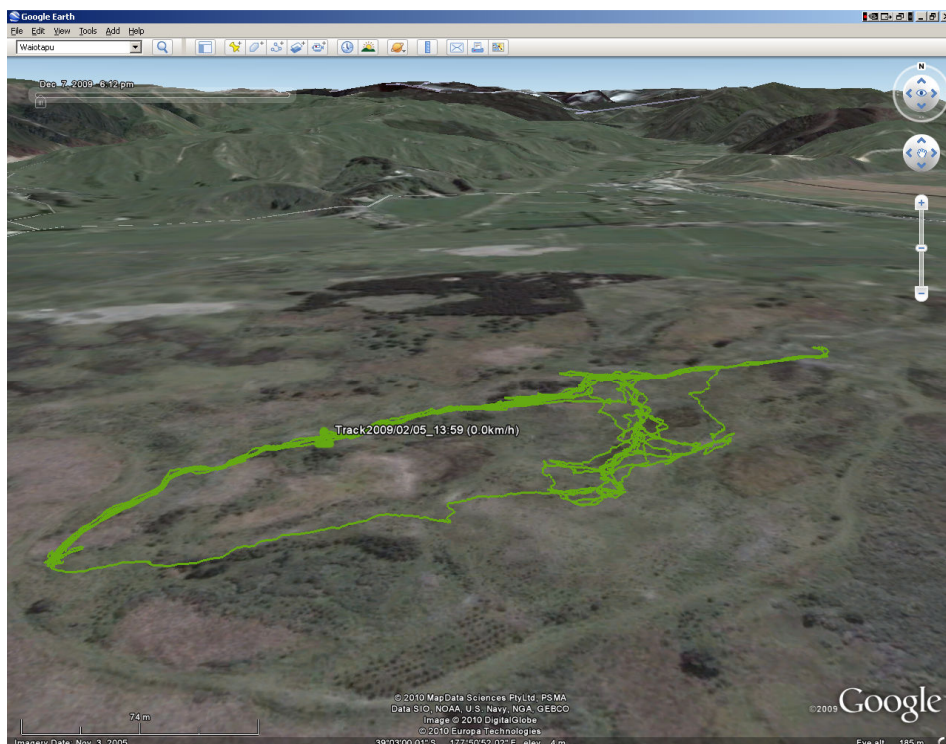 Google Earth
File Edit View Tools Add Help
Waiotapu
Dec 7, 2009 6:12 pm
N
Track2009/02/05_13:59 (0.0km/h)
© 2010 MapData Sciences PtyLtd, PSMA
Data SIO, NOAA, U.S. Navy, NGA, GEBCO
Image © 2010 DigitalGlobe
© 2010 Europa Technologies
©2009 Google
74 m
Imagery Date: Nov 3, 2005 39°03'00.01" S 177°50'52.02" E elev 4 m Eye alt 185 m